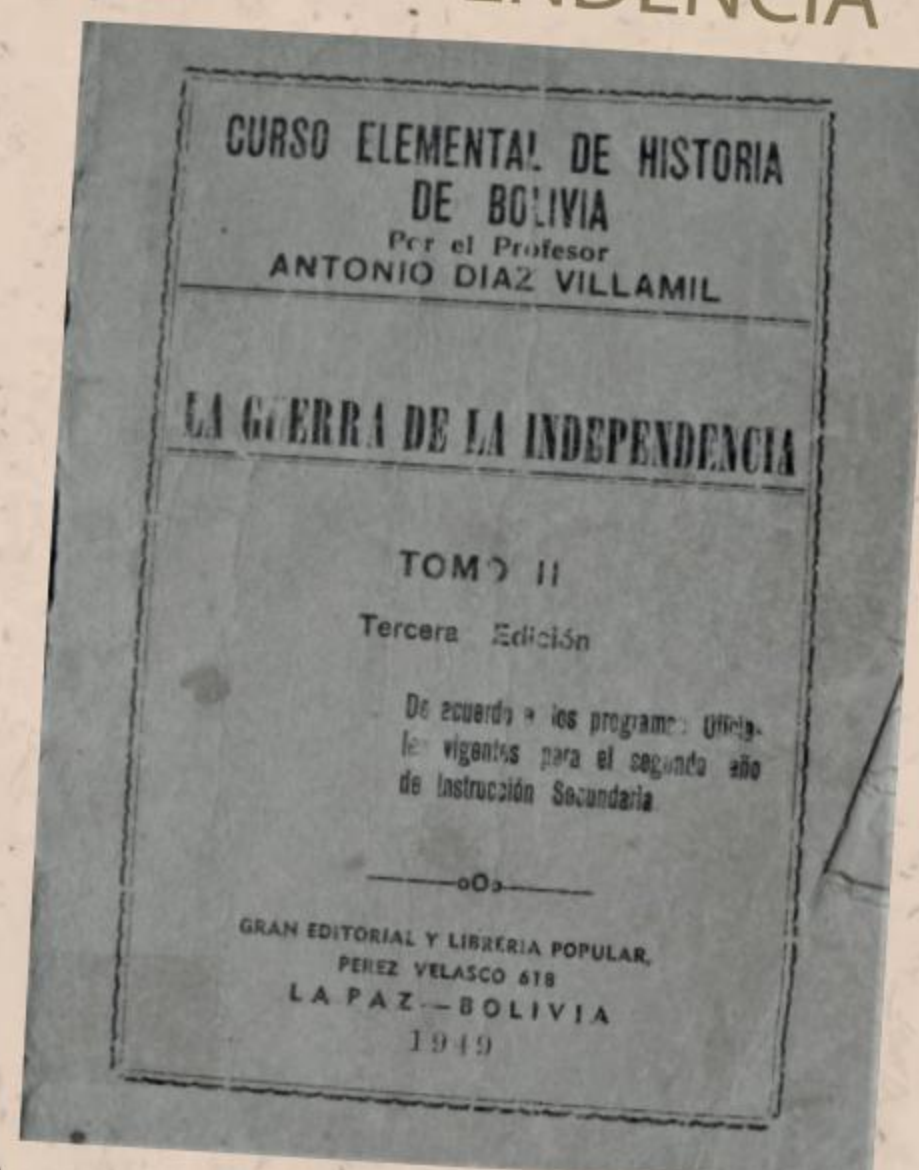 ENDENCIA
CURSO ELEMENTAL DE HISTORIA
DE BOLIVIA
Por el Profesor
ANTONIO DIAZ VILLAMIL
LA GUERRA DE LA INDEPENDENCIA
TOMO II
Tercera Edición
De acuerdo a los programas Oficia-
les vigentes para el segundo año
de Instrucción Secundaria
oOo
GRAN EDITORIAL Y LIBRERIA POPULAR,
PEREZ VELASCO 618
LA PAZ — BOLIVIA
1949